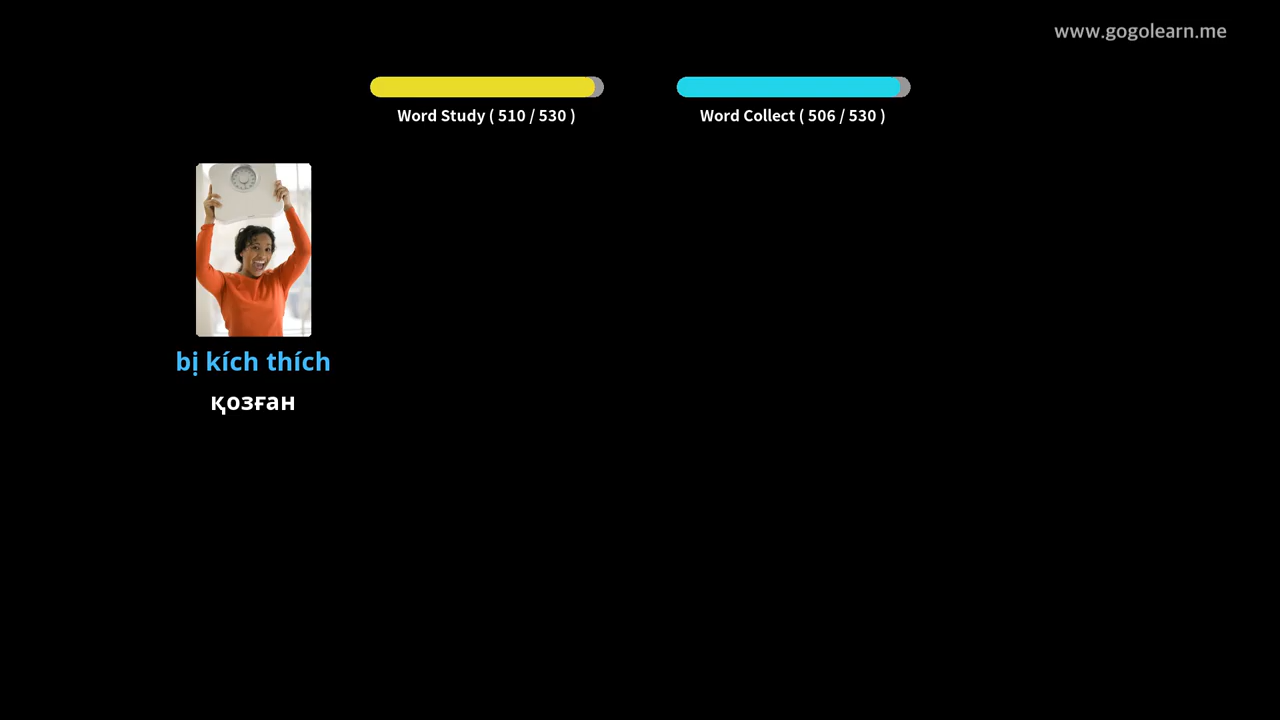 www.gogolearn.me
Word Study ( 510 / 530 )
Word Collect ( 506 / 530 )
bị kích thích
қозған